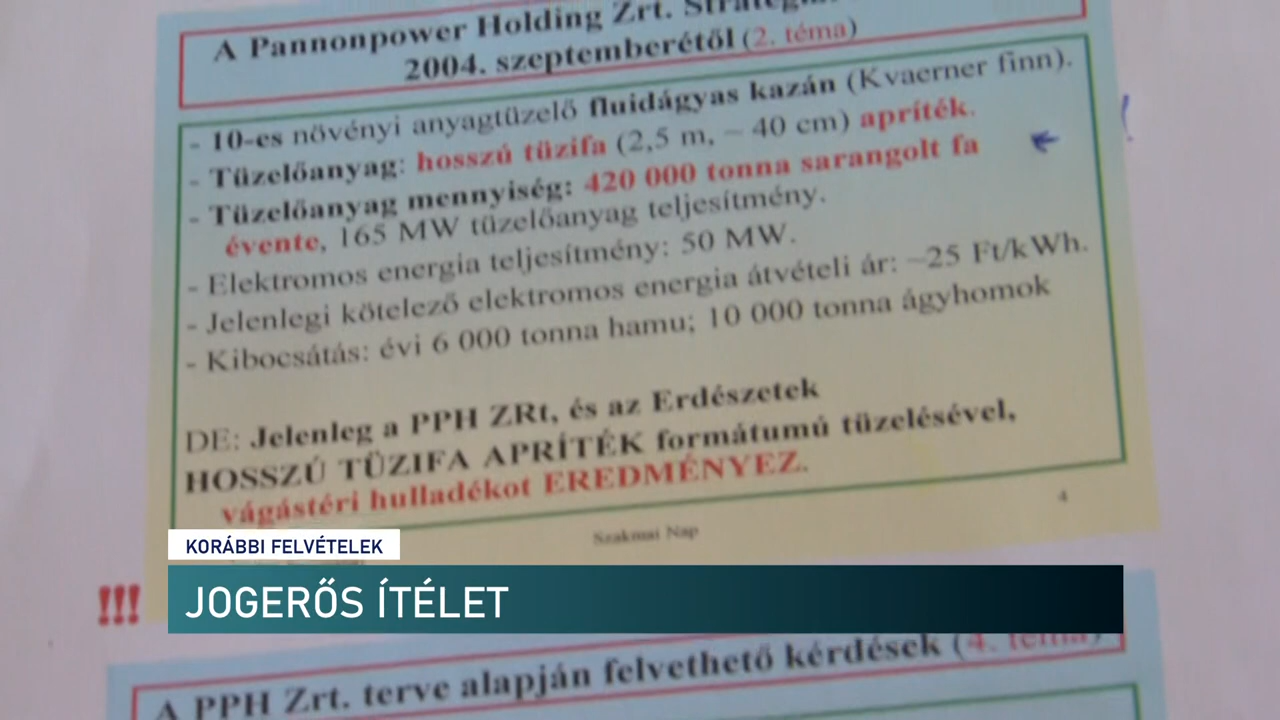 A Pannonpower Holding Zrt.
2004. szeptemberétől (2. téma)
- 10-es növényi anyagtüzelő fluidágyas kazán (Kvaerner finn).
- Tüzelőanyag: hosszú tüzifa (2,5 m, – 40 cm) apríték.
- Tüzelőanyag mennyiség: 420 000 tonna sarangolt fa
évente, 165 MW tüzelőanyag teljesítmény.
- Elektromos energia teljesítmény: 50 MW.
- Jelenlegi kötelező elektromos energia átvételi ár: –25 Ft/kWh.
- Kibocsátás: évi 6 000 tonna hamu; 10 000 tonna ágyhomok
DE: Jelenleg a PPH ZRt, és az Erdészetek
HOSSZÚ TÜZIFA APRÍTÉK formátumú tüzelésével,
vágástéri hulladékot EREDMÉNYEZ.
4
Szakmai Nap
KORÁBBI FELVÉTELEK
!!!
JOGERŐS ÍTÉLET
A PPH Zrt. terve alapján felvethető kérdések (4. téma)